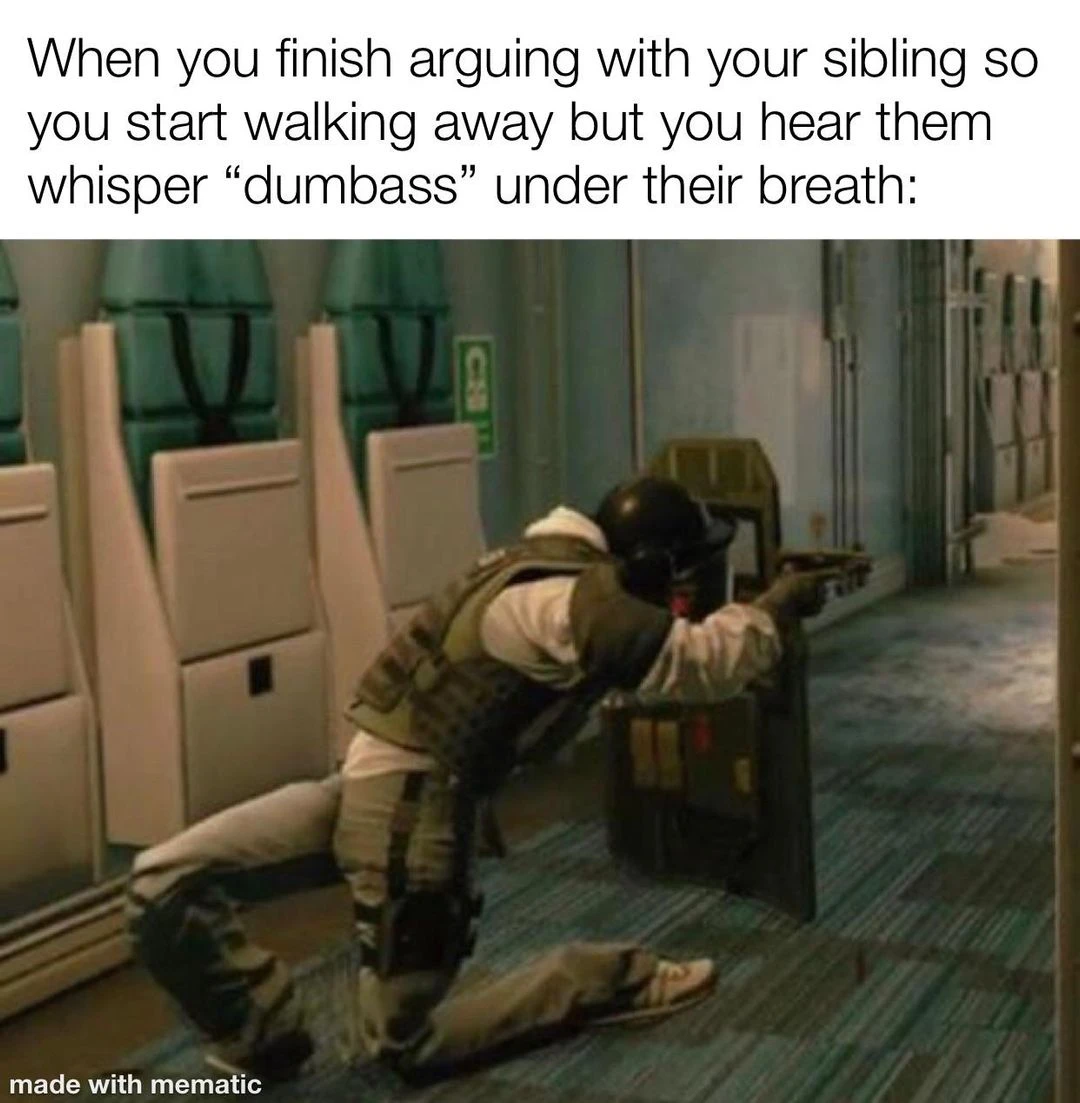 When you finish arguing with your sibling so
you start walking away but you hear them
whisper “dumbass” under their breath:
made with mematic